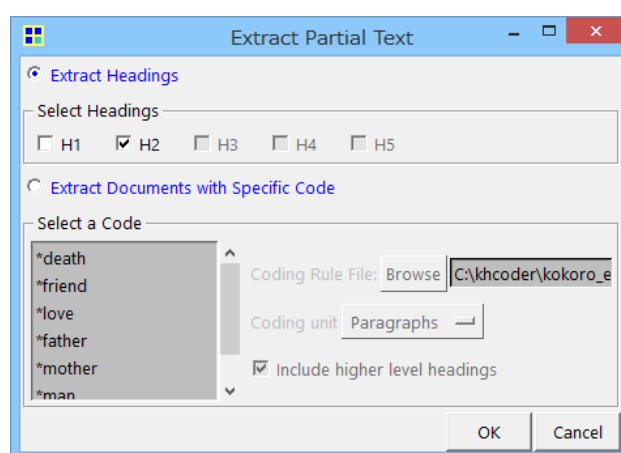 Extract Partial Text
Extract Headings
Select Headings
H1 H2 H3 H4 H5
Extract Documents with Specific Code
Select a Code
*death
*friend
*love
*father
*mother
*man
Coding Rule File: Browse C:\khcoder\kokoro_e
Coding unit Paragraphs
Include higher level headings
OK Cancel